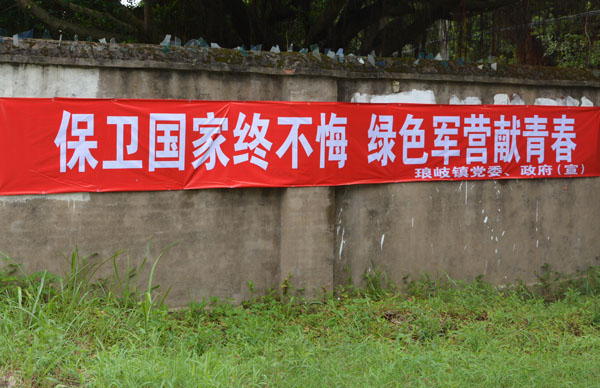 保卫国家终不悔 绿色军营献青春
琅岐镇党委、政府（宣）